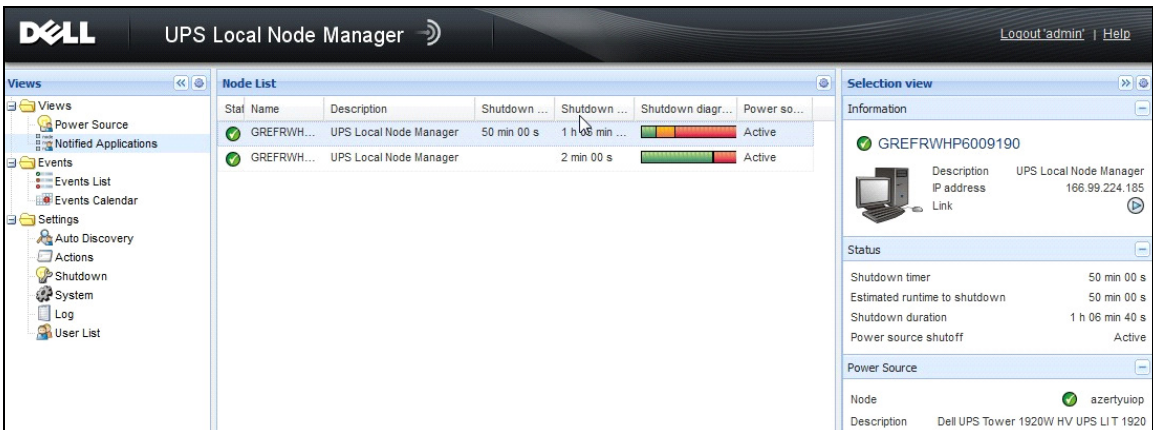 DELL UPS Local Node Manager Logout 'admin' | Help
Views
Views
Power Source
Notified Applications
Events
Events List
Events Calendar
Settings
Auto Discovery
Actions
Shutdown
System
Log
User List
Node List
Stat Name Description Shutdown ... Shutdown ... Shutdown diagr... Power so...
GREFRWH... UPS Local Node Manager 50 min 00 s 1 h 06 min ... Active
GREFRWH... UPS Local Node Manager 2 min 00 s Active
Selection view
Information
GREFRWHP6009190
Description UPS Local Node Manager
IP address 166.99.224.185
Link
Status
Shutdown timer 50 min 00 s
Estimated runtime to shutdown 50 min 00 s
Shutdown duration 1 h 06 min 40 s
Power source shutoff Active
Power Source
Node azertyuiop
Description Dell UPS Tower 1920W HV UPS LI T 1920